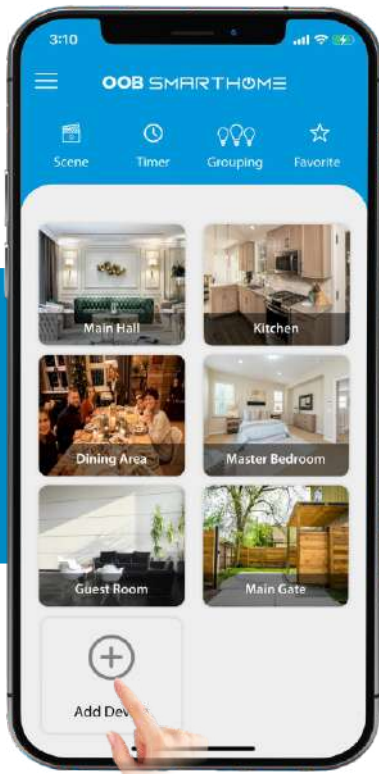 3:10
OOB SMARTHOME
Scene Timer Grouping Favorite
Main Hall Kitchen
Dining Area Master Bedroom
Guest Room Main Gate
Add